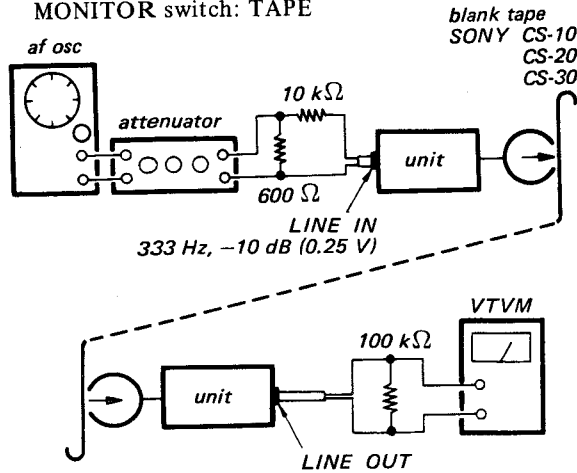 MONITOR switch: TAPE
blank tape
SONY CS-10
CS-20
CS-30
af osc
attenuator
10 kΩ
600 Ω
unit
LINE IN
333 Hz, −10 dB (0.25 V)
VTVM
100 kΩ
unit
LINE OUT